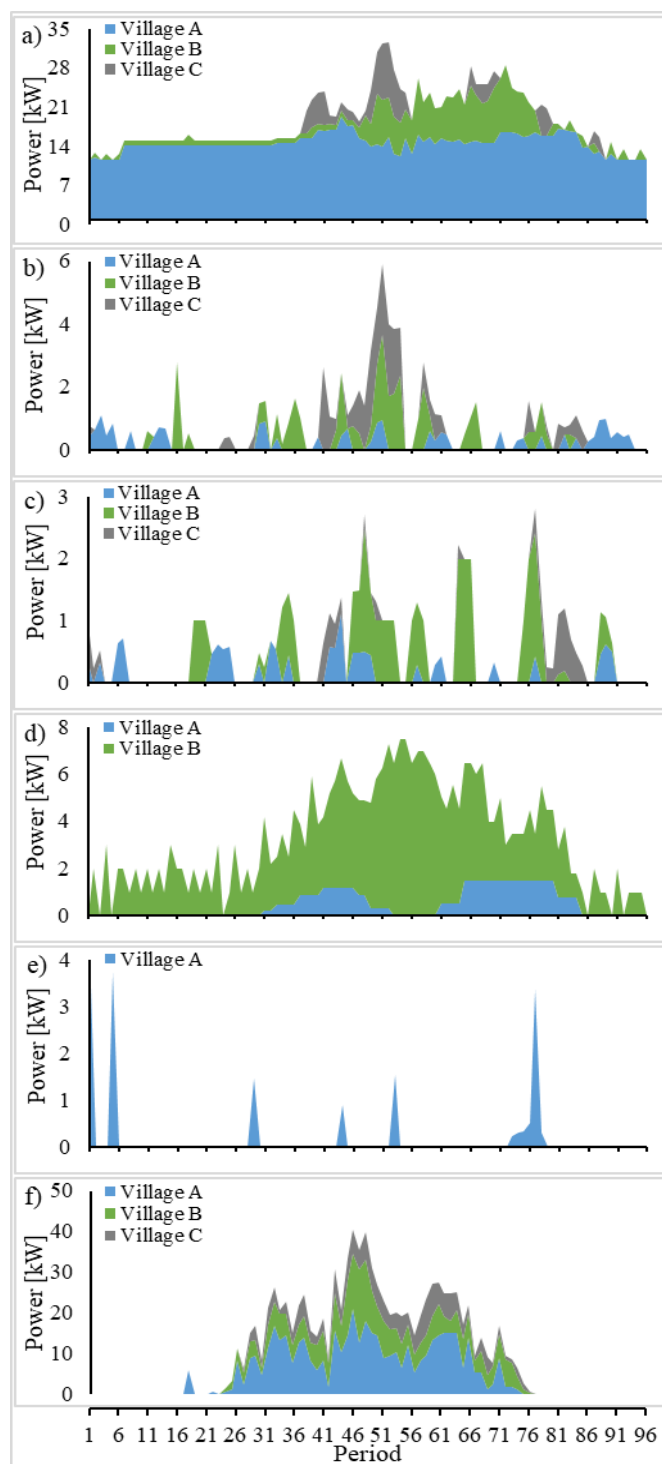 a)
Village A
Village B
Village C
Power [kW]
35
28
21
14
7
0
b)
Village A
Village B
Village C
Power [kW]
6
4
2
0
c)
Village A
Village B
Village C
Power [kW]
3
2
1
0
d)
Village A
Village B
Power [kW]
8
6
4
2
0
e)
Village A
Power [kW]
4
3
2
1
0
f)
Village A
Village B
Village C
Power [kW]
50
40
30
20
10
0
1 6 11 16 21 26 31 36 41 46 51 56 61 66 71 76 81 86 91 96
Period